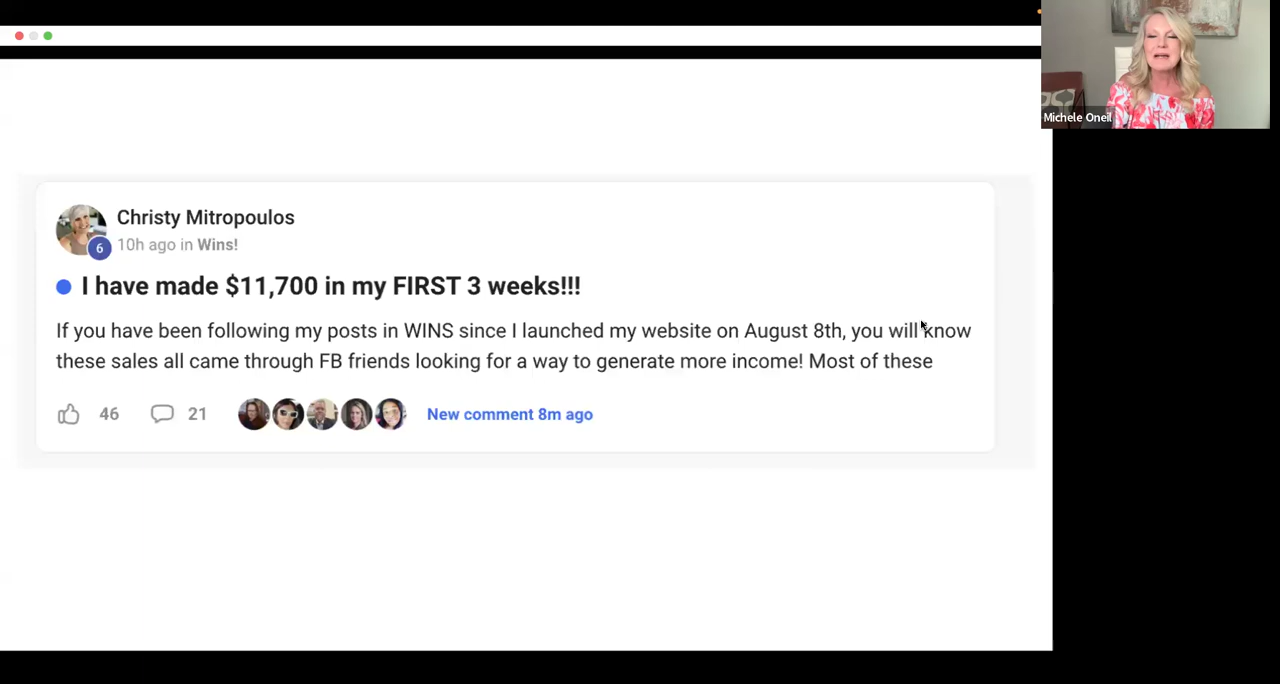 Michele Oneil
Christy Mitropoulos
6
10h ago in Wins!
I have made $11,700 in my FIRST 3 weeks!!!
If you have been following my posts in WINS since I launched my website on August 8th, you will know
these sales all came through FB friends looking for a way to generate more income! Most of these
46 21 New comment 8m ago